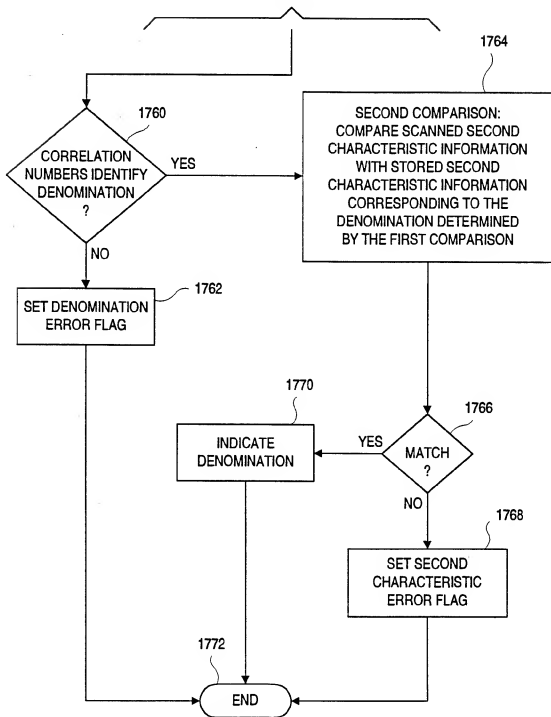 1764
1760
CORRELATION
NUMBERS IDENTIFY
DENOMINATION
?
YES
SECOND COMPARISON:
COMPARE SCANNED SECOND
CHARACTERISTIC INFORMATION
WITH STORED SECOND
CHARACTERISTIC INFORMATION
CORRESPONDING TO THE
DENOMINATION DETERMINED
BY THE FIRST COMPARISON
NO
1762
SET DENOMINATION
ERROR FLAG
1770
INDICATE
DENOMINATION
YES
1766
MATCH
?
NO
1768
SET SECOND
CHARACTERISTIC
ERROR FLAG
1772
END